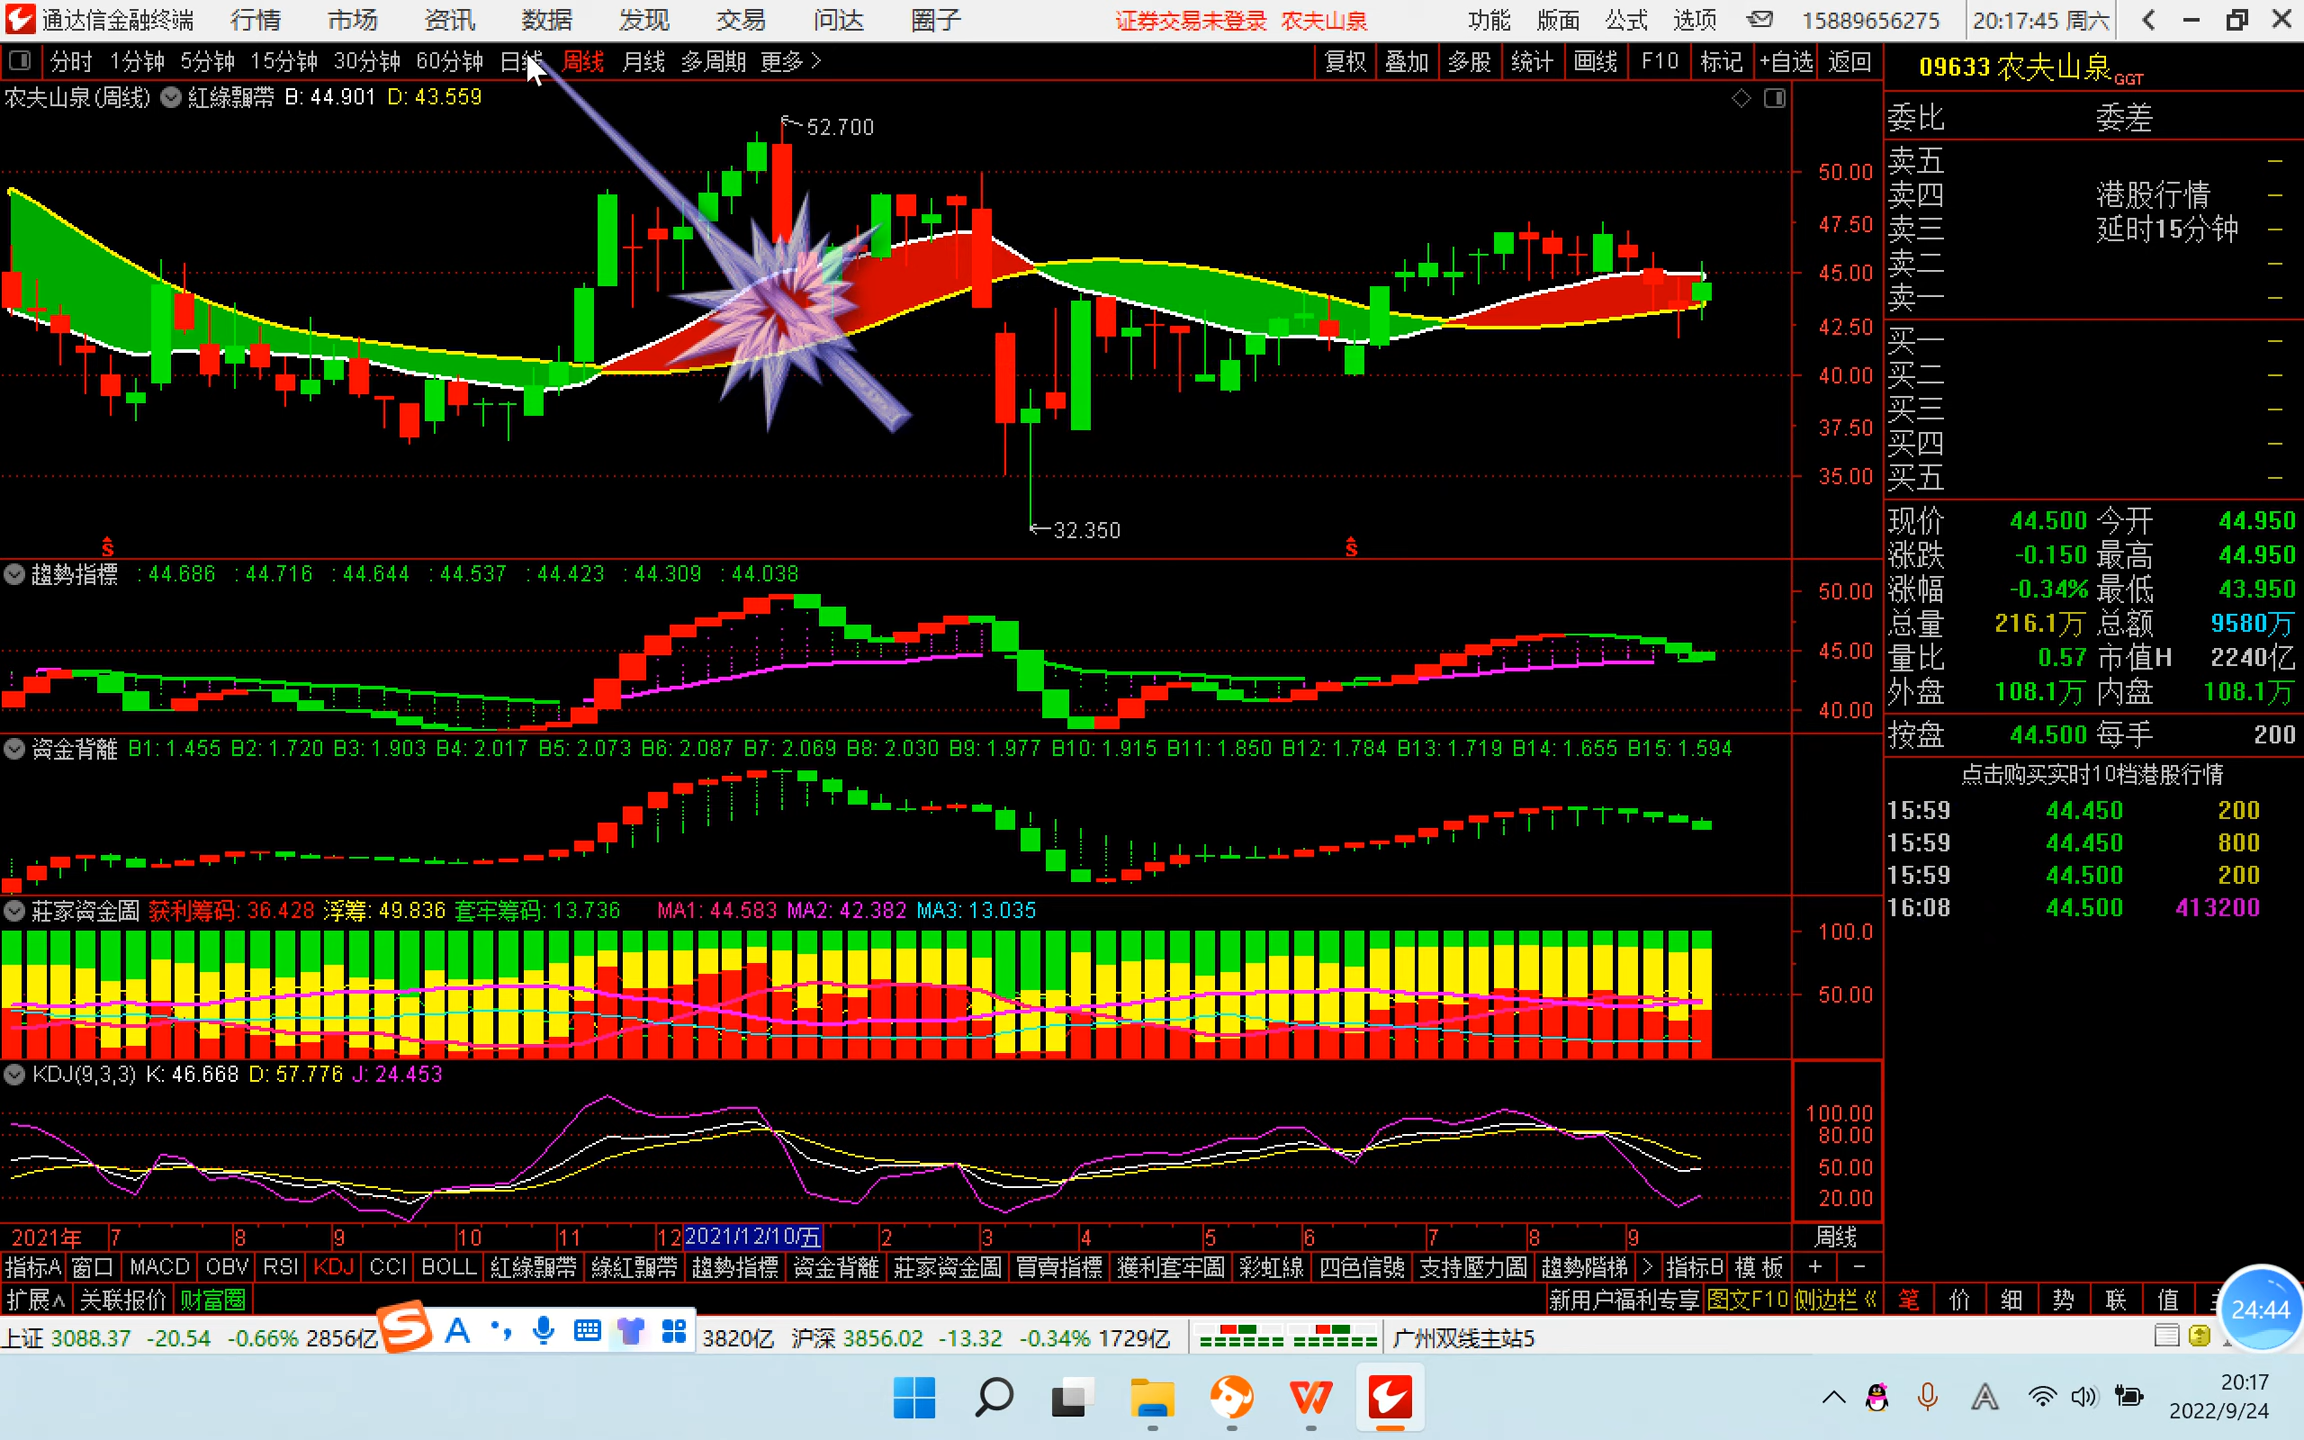 通达信金融终端 行情 市场 资讯 数据 发现 交易 问达 圈子 证券交易未登录 农夫山泉 功能 版面 公式 选项 15889656275 20:17:45 周六
分时 1分钟 5分钟 15分钟 30分钟 60分钟 日线 周线 月线 多周期 更多 复权 叠加 多股 统计 画线 F10 标记 +自选 返回
09633 农夫山泉 GGT
农夫山泉(周线) 紅綠飄帶 B: 44.901 D: 43.559
52.700
32.350
50.00
47.50
45.00
42.50
40.00
37.50
35.00
S
S
委比 委差
卖五
卖四 港股行情
卖三 延时15分钟
卖二
卖一
买一
买二
买三
买四
买五
现价 44.500 今开 44.950
涨跌 -0.150 最高 44.950
涨幅 -0.34% 最低 43.950
总量 216.1万 总额 9580万
量比 0.57 市值H 2240亿
外盘 108.1万 内盘 108.1万
按盘 44.500 每手 200
点击购买实时10档港股行情
15:59 44.450 200
15:59 44.450 800
15:59 44.500 200
16:08 44.500 413200
趨勢指標 : 44.686 : 44.716 : 44.644 : 44.537 : 44.423 : 44.309 : 44.038
50.00
45.00
40.00
资金背離 B1: 1.455 B2: 1.720 B3: 1.903 B4: 2.017 B5: 2.073 B6: 2.087 B7: 2.069 B8: 2.030 B9: 1.977 B10: 1.915 B11: 1.850 B12: 1.784 B13: 1.719 B14: 1.655 B15: 1.594
莊家资金圖 获利筹码: 36.428 浮筹: 49.836 套牢筹码: 13.736 MA1: 44.583 MA2: 42.382 MA3: 13.035
100.0
50.00
KDJ(9,3,3) K: 46.668 D: 57.776 J: 24.453
100.00
80.00
50.00
20.00
2021年 7 8 9 10 11 12 2021/12/10/五 2 3 4 5 6 7 8 9 周线
指标A 窗口 MACD OBV RSI KDJ CCI BOLL 紅綠飄帶 綠紅飄帶 趨勢指標 资金背離 莊家资金圖 買賣指標 獲利套牢圖 彩虹線 四色信號 支持壓力圖 趨勢階梯 指标B 模板 + -
扩展 关联报价 财富圈 新用户福利专享 图文F10 侧边栏 笔 价 细 势 联 值
24:44
上证 3088.37 -20.54 -0.66% 2856亿 S A 3820亿 沪深 3856.02 -13.32 -0.34% 1729亿 广州双线主站5
20:17
2022/9/24